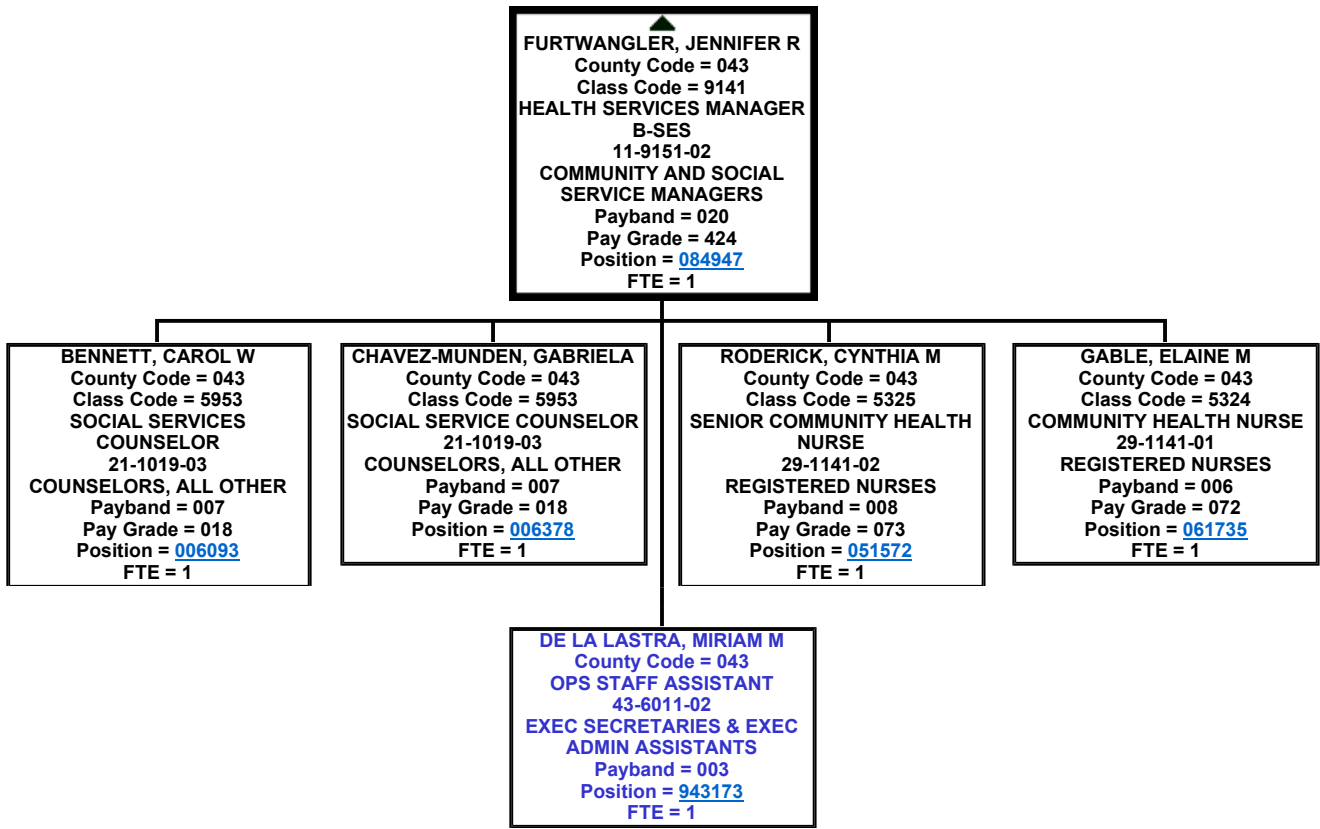 FURTWANGLER, JENNIFER R
County Code = 043
Class Code = 9141
HEALTH SERVICES MANAGER
B-SES
11-9151-02
COMMUNITY AND SOCIAL
SERVICE MANAGERS
Payband = 020
Pay Grade = 424
Position = 084947
FTE = 1
BENNETT, CAROL W
County Code = 043
Class Code = 5953
SOCIAL SERVICES
COUNSELOR
21-1019-03
COUNSELORS, ALL OTHER
Payband = 007
Pay Grade = 018
Position = 006093
FTE = 1
CHAVEZ-MUNDEN, GABRIELA
County Code = 043
Class Code = 5953
SOCIAL SERVICE COUNSELOR
21-1019-03
COUNSELORS, ALL OTHER
Payband = 007
Pay Grade = 018
Position = 006378
FTE = 1
RODERICK, CYNTHIA M
County Code = 043
Class Code = 5325
SENIOR COMMUNITY HEALTH
NURSE
29-1141-02
REGISTERED NURSES
Payband = 008
Pay Grade = 073
Position = 051572
FTE = 1
GABLE, ELAINE M
County Code = 043
Class Code = 5324
COMMUNITY HEALTH NURSE
29-1141-01
REGISTERED NURSES
Payband = 006
Pay Grade = 072
Position = 061735
FTE = 1
DE LA LASTRA, MIRIAM M
County Code = 043
OPS STAFF ASSISTANT
43-6011-02
EXEC SECRETARIES & EXEC
ADMIN ASSISTANTS
Payband = 003
Position = 943173
FTE = 1